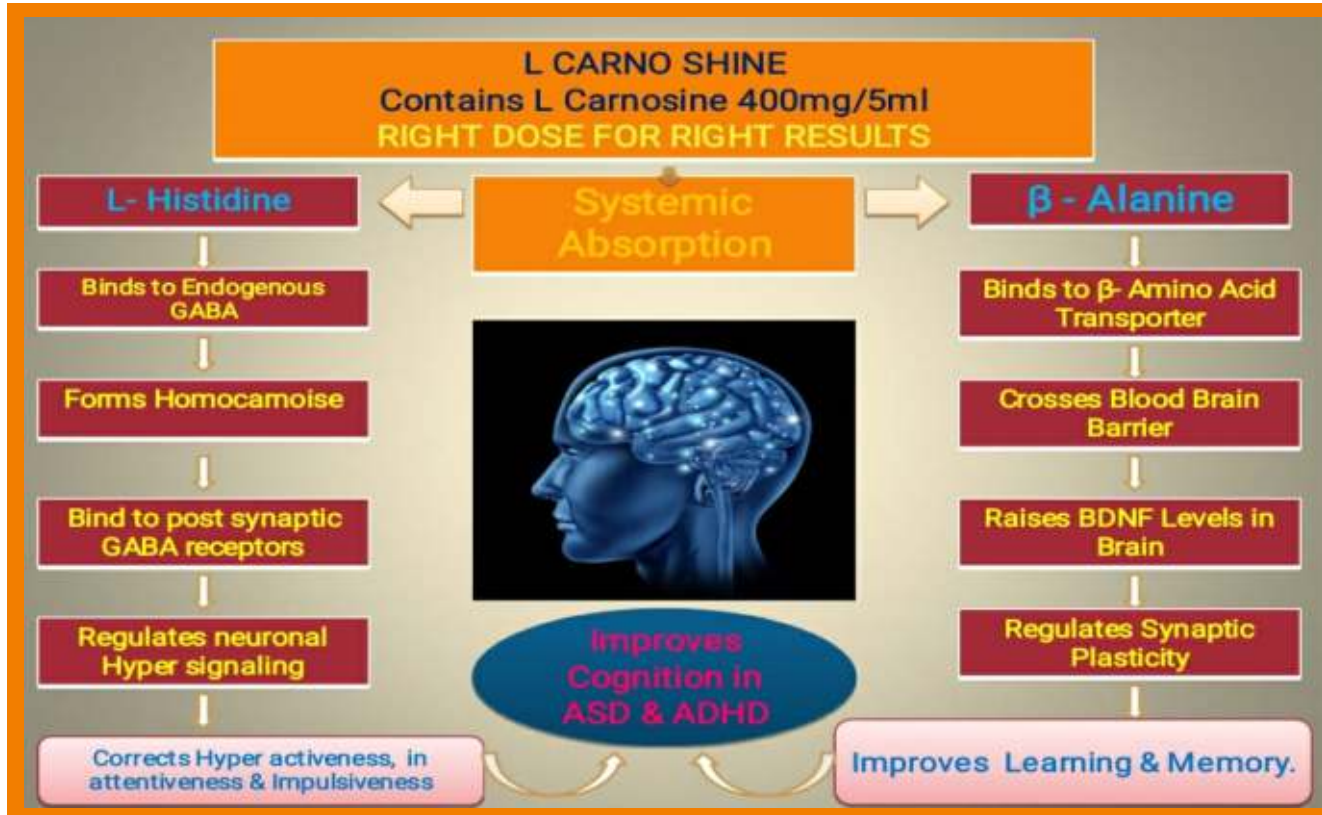 L CARNO SHINE
Contains L Carnosine 400mg/5ml
RIGHT DOSE FOR RIGHT RESULTS
L- Histidine
Systemic
Absorption
β - Alanine
Binds to Endogenous
GABA
Binds to β- Amino Acid
Transporter
Forms Homocarnoise
Crosses Blood Brain
Barrier
Bind to post synaptic
GABA receptors
Raises BDNF Levels in
Brain
Regulates neuronal
Hyper signaling
Improves
Cognition in
ASD & ADHD
Regulates Synaptic
Plasticity
Corrects Hyper activeness, in
attentiveness & Impulsiveness
Improves Learning & Memory.